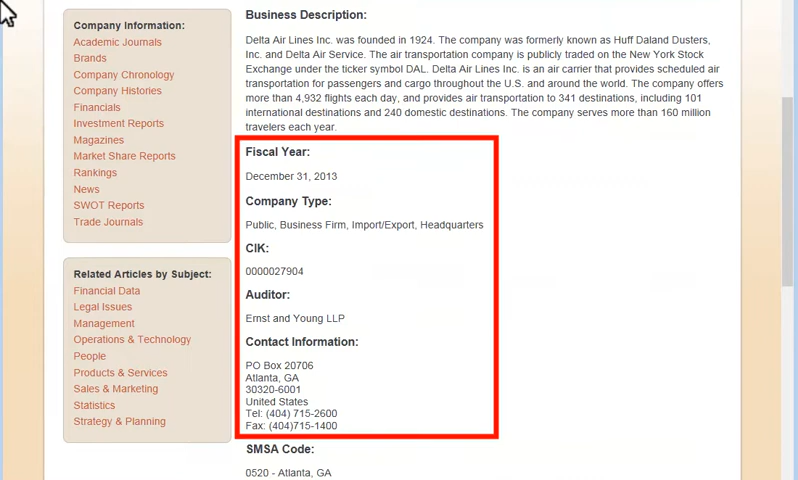 Company Information:
Academic Journals
Brands
Company Chronology
Company Histories
Financials
Investment Reports
Magazines
Market Share Reports
Rankings
News
SWOT Reports
Trade Journals
Related Articles by Subject:
Financial Data
Legal Issues
Management
Operations & Technology
People
Products & Services
Sales & Marketing
Statistics
Strategy & Planning
Business Description:
Delta Air Lines Inc. was founded in 1924. The company was formerly known as Huff Daland Dusters,
Inc. and Delta Air Service. The air transportation company is publicly traded on the New York Stock
Exchange under the ticker symbol DAL. Delta Air Lines Inc. is an air carrier that provides scheduled air
transportation for passengers and cargo throughout the U.S. and around the world. The company offers
more than 4,932 flights each day, and provides air transportation to 341 destinations, including 101
international destinations and 240 domestic destinations. The company serves more than 160 million
travelers each year.
Fiscal Year:
December 31, 2013
Company Type:
Public, Business Firm, Import/Export, Headquarters
CIK:
0000027904
Auditor:
Ernst and Young LLP
Contact Information:
PO Box 20706
Atlanta, GA
30320-6001
United States
Tel: (404) 715-2600
Fax: (404)715-1400
SMSA Code:
0520 - Atlanta, GA